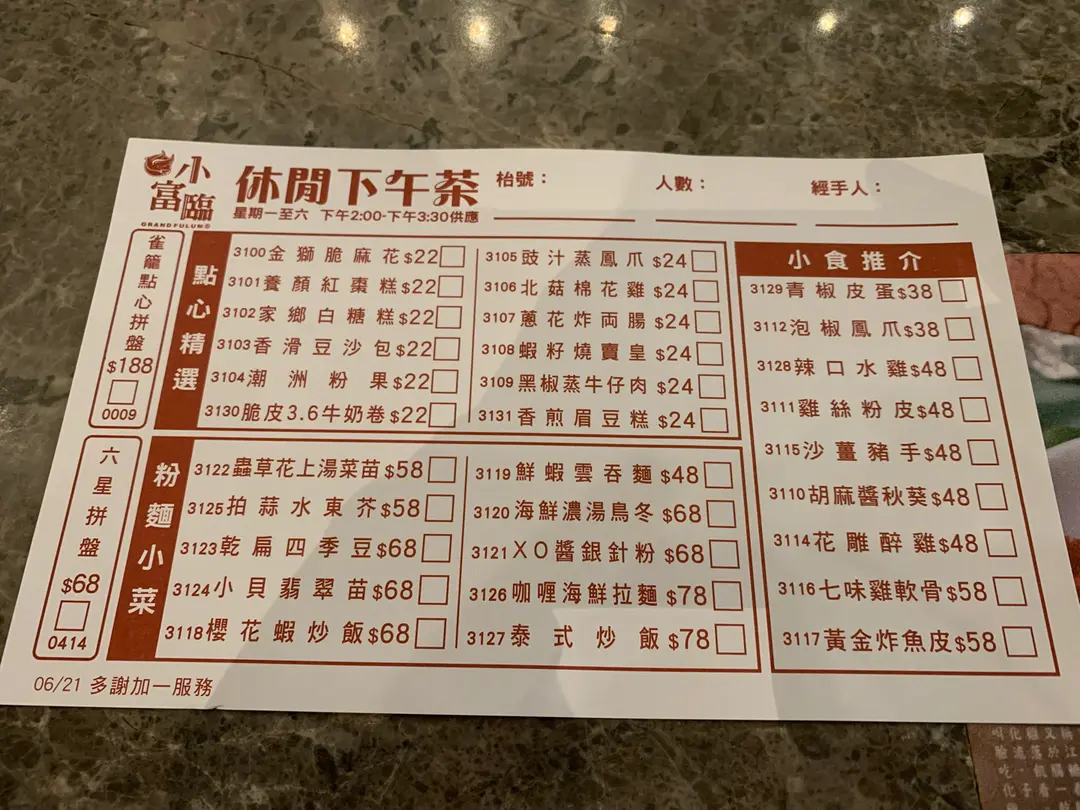 小富臨
GRAND FULUM
休閒下午茶
星期一至六 下午2:00-下午3:30供應
枱號：
人數：
經手人：
雀籠點心拼盤
$188
0009
點心精選
3100金獅脆麻花$22
3101養顏紅棗糕$22
3102家鄉白糖糕$22
3103香滑豆沙包$22
3104潮洲粉果$22
3130脆皮3.6牛奶卷$22
3105豉汁蒸鳳爪$24
3106北菇棉花雞$24
3107蔥花炸両腸$24
3108蝦籽燒賣皇$24
3109黑椒蒸牛仔肉$24
3131香煎眉豆糕$24
六星拼盤
$68
0414
粉麵小菜
3122蟲草花上湯菜苗$58
3125拍蒜水東芥$58
3123乾扁四季豆$68
3124小貝翡翠苗$68
3118櫻花蝦炒飯$68
3119鮮蝦雲吞麵$48
3120海鮮濃湯烏冬$68
3121XO醬銀針粉$68
3126咖喱海鮮拉麵$78
3127泰式炒飯$78
小食推介
3129青椒皮蛋$38
3112泡椒鳳爪$38
3128辣口水雞$48
3111雞絲粉皮$48
3115沙薑豬手$48
3110胡麻醬秋葵$48
3114花雕醉雞$48
3116七味雞軟骨$58
3117黃金炸魚皮$58
06/21 多謝加一服務